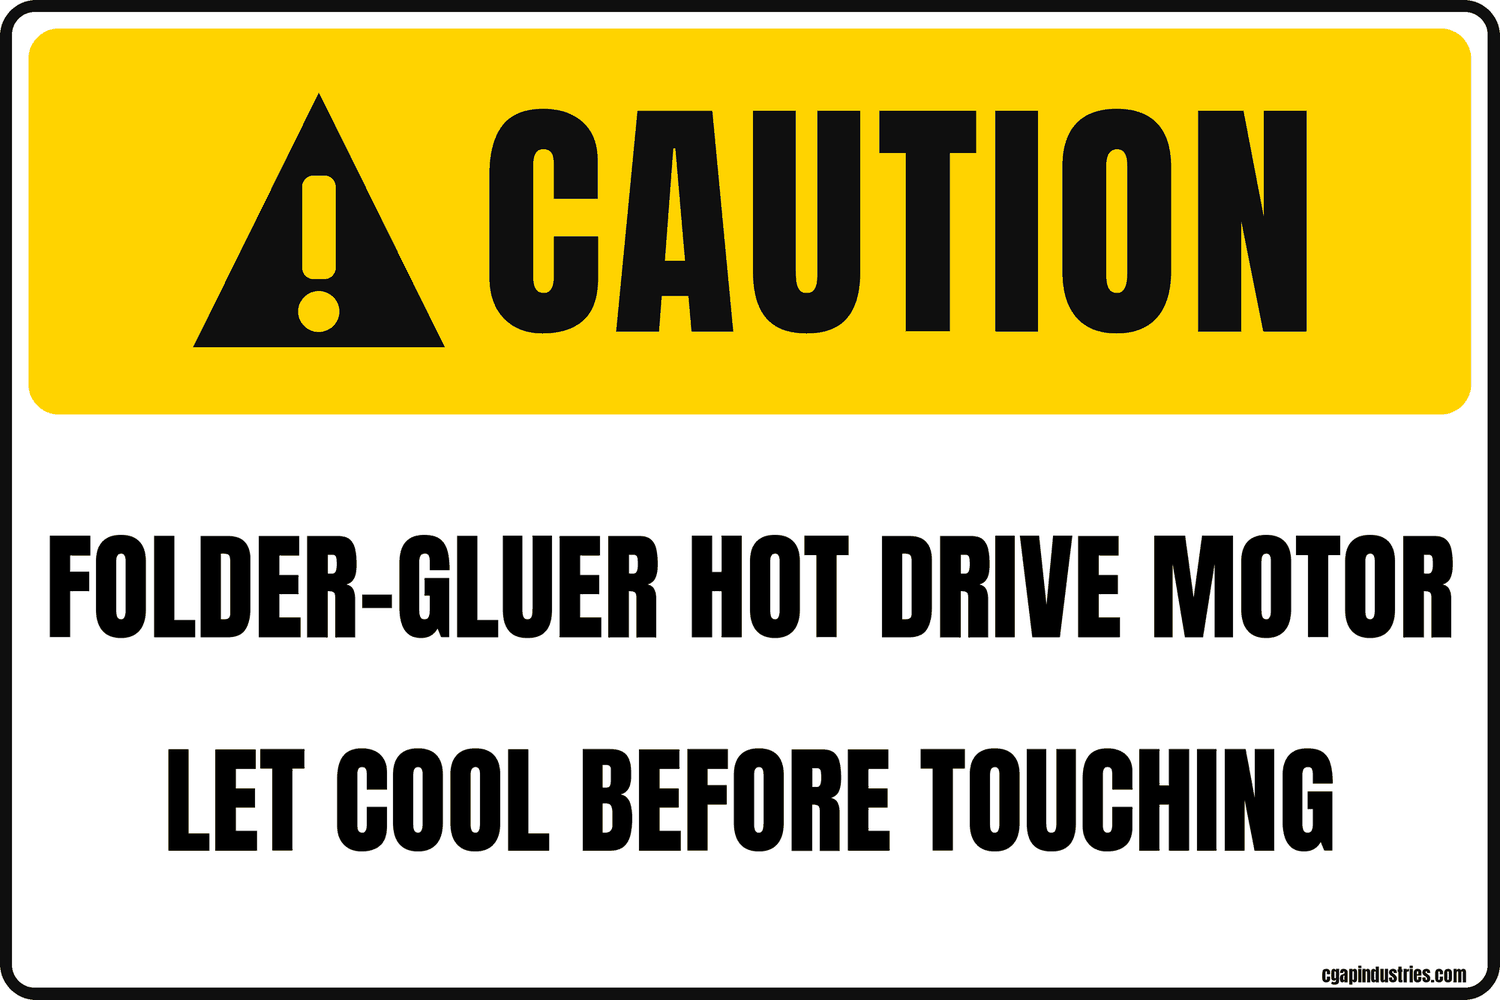 CAUTION
FOLDER-GLUER HOT DRIVE MOTOR
LET COOL BEFORE TOUCHING
cgapindustries.com